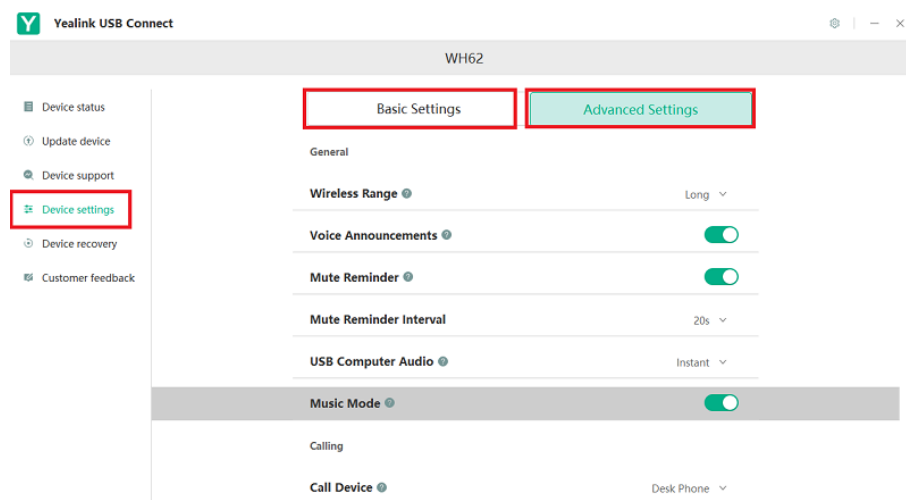 Yealink USB Connect
WH62
Device status
Update device
Device support
Device settings
Device recovery
Customer feedback
Basic Settings
Advanced Settings
General
Wireless Range
Long
Voice Announcements
Mute Reminder
Mute Reminder Interval
20s
USB Computer Audio
Instant
Music Mode
Calling
Call Device
Desk Phone